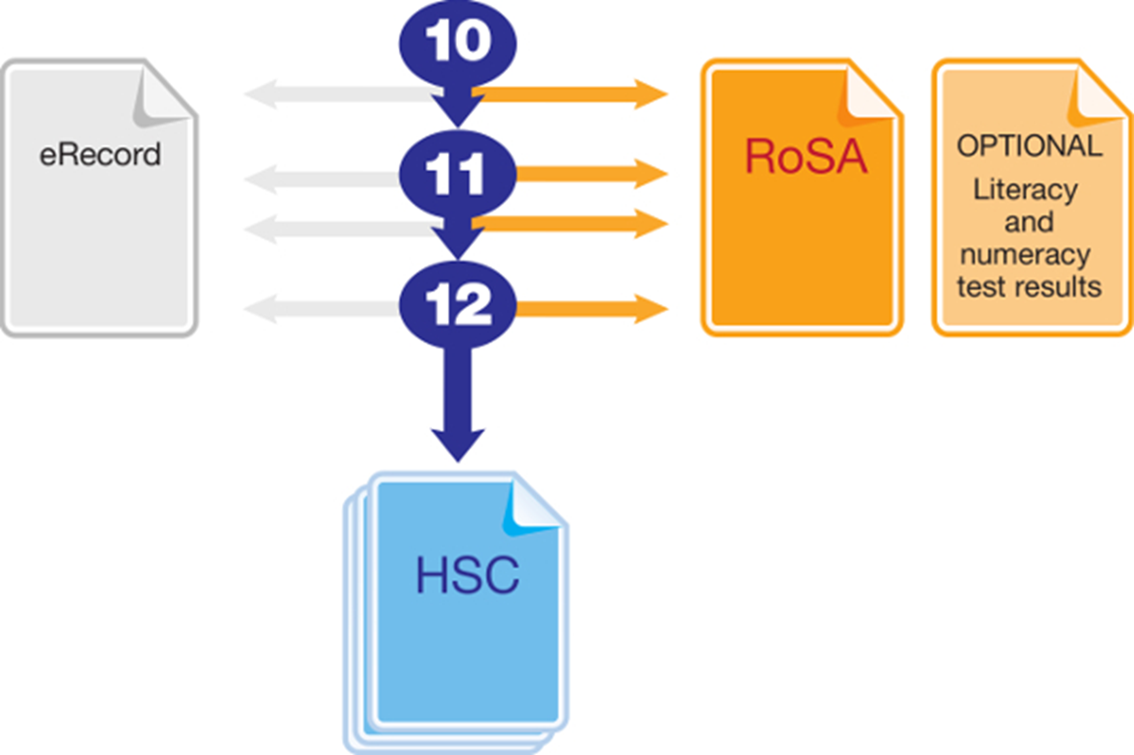 10
eRecord
11
12
RoSA
OPTIONAL
Literacy
and
numeracy
test results
HSC